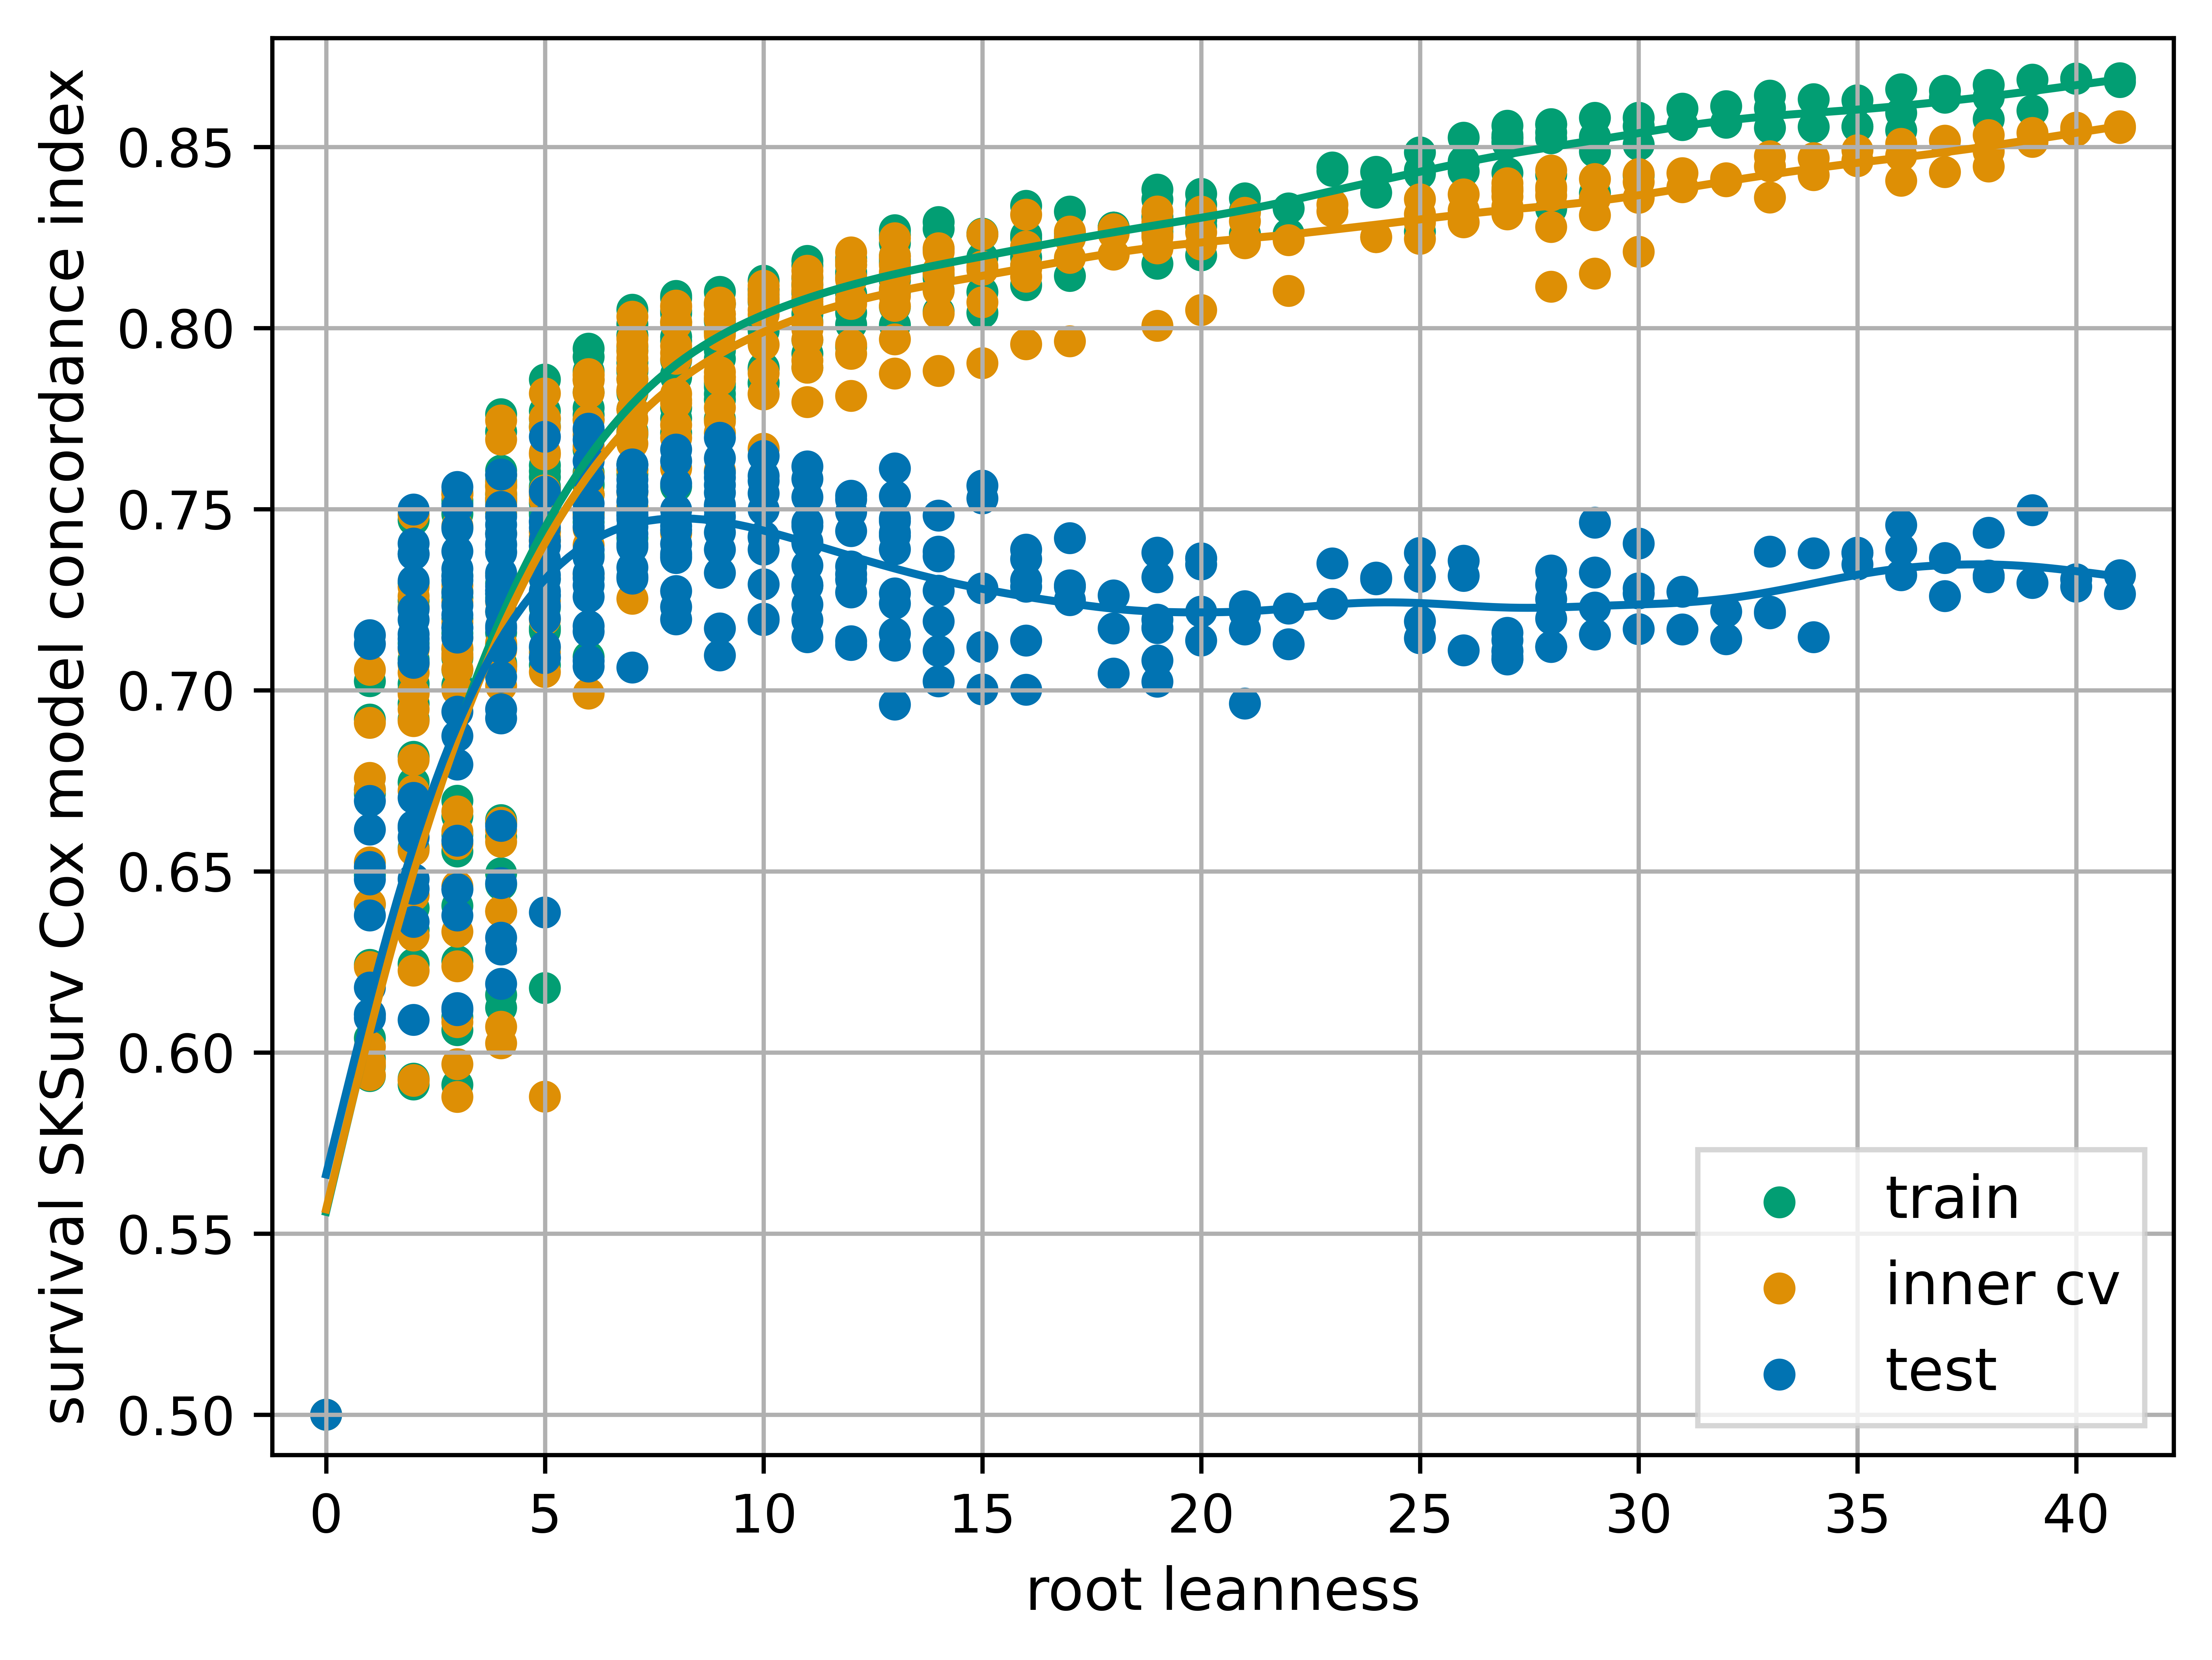 survival SKSurv Cox model concordance index
0.85
0.80
0.75
0.70
0.65
0.60
0.55
0.50
train
inner cv
test
0 5 10 15 20 25 30 35 40
root leanness